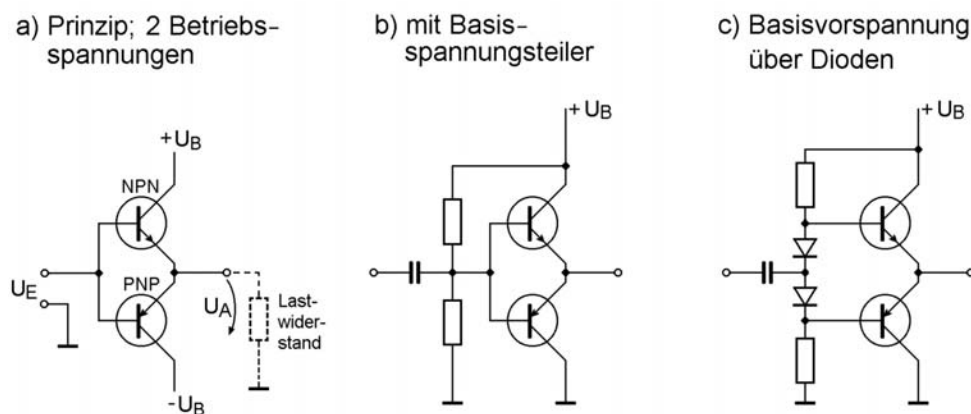 a) Prinzip; 2 Betriebs-
spannungen
b) mit Basis-
spannungsteiler
c) Basisvorspannung
über Dioden
+UB
NPN
PNP
UE
UA
Last-
wider-
stand
-UB
+UB
+UB